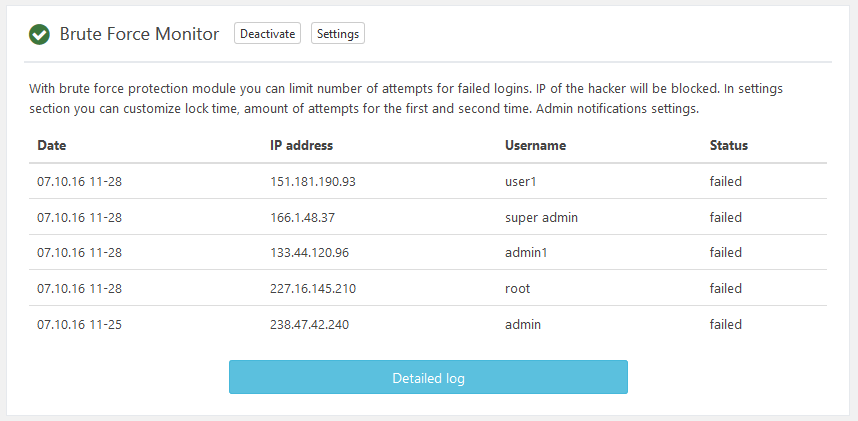 Brute Force Monitor Deactivate Settings
With brute force protection module you can limit number of attempts for failed logins. IP of the hacker will be blocked. In settings
section you can customize lock time, amount of attempts for the first and second time. Admin notifications settings.
Date IP address Username Status
07.10.16 11-28 151.181.190.93 user1 failed
07.10.16 11-28 166.1.48.37 super admin failed
07.10.16 11-28 133.44.120.96 admin1 failed
07.10.16 11-28 227.16.145.210 root failed
07.10.16 11-25 238.47.42.240 admin failed
Detailed log